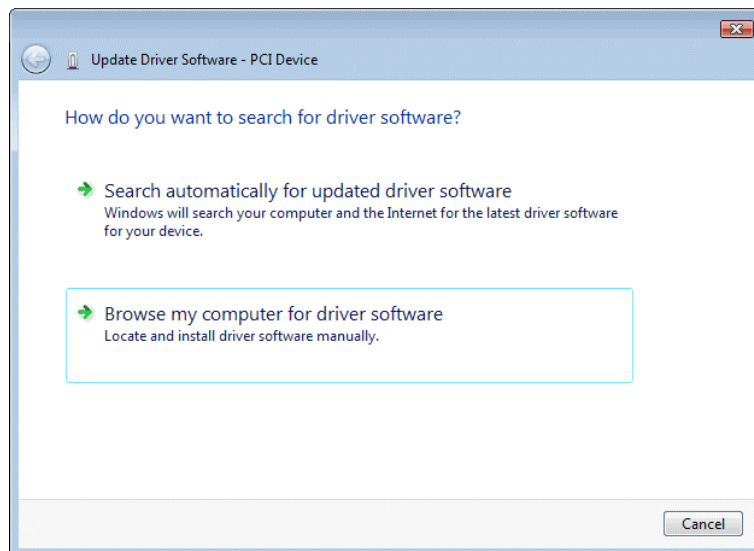 Update Driver Software - PCI Device
How do you want to search for driver software?
Search automatically for updated driver software
Windows will search your computer and the Internet for the latest driver software
for your device.
Browse my computer for driver software
Locate and install driver software manually.
Cancel